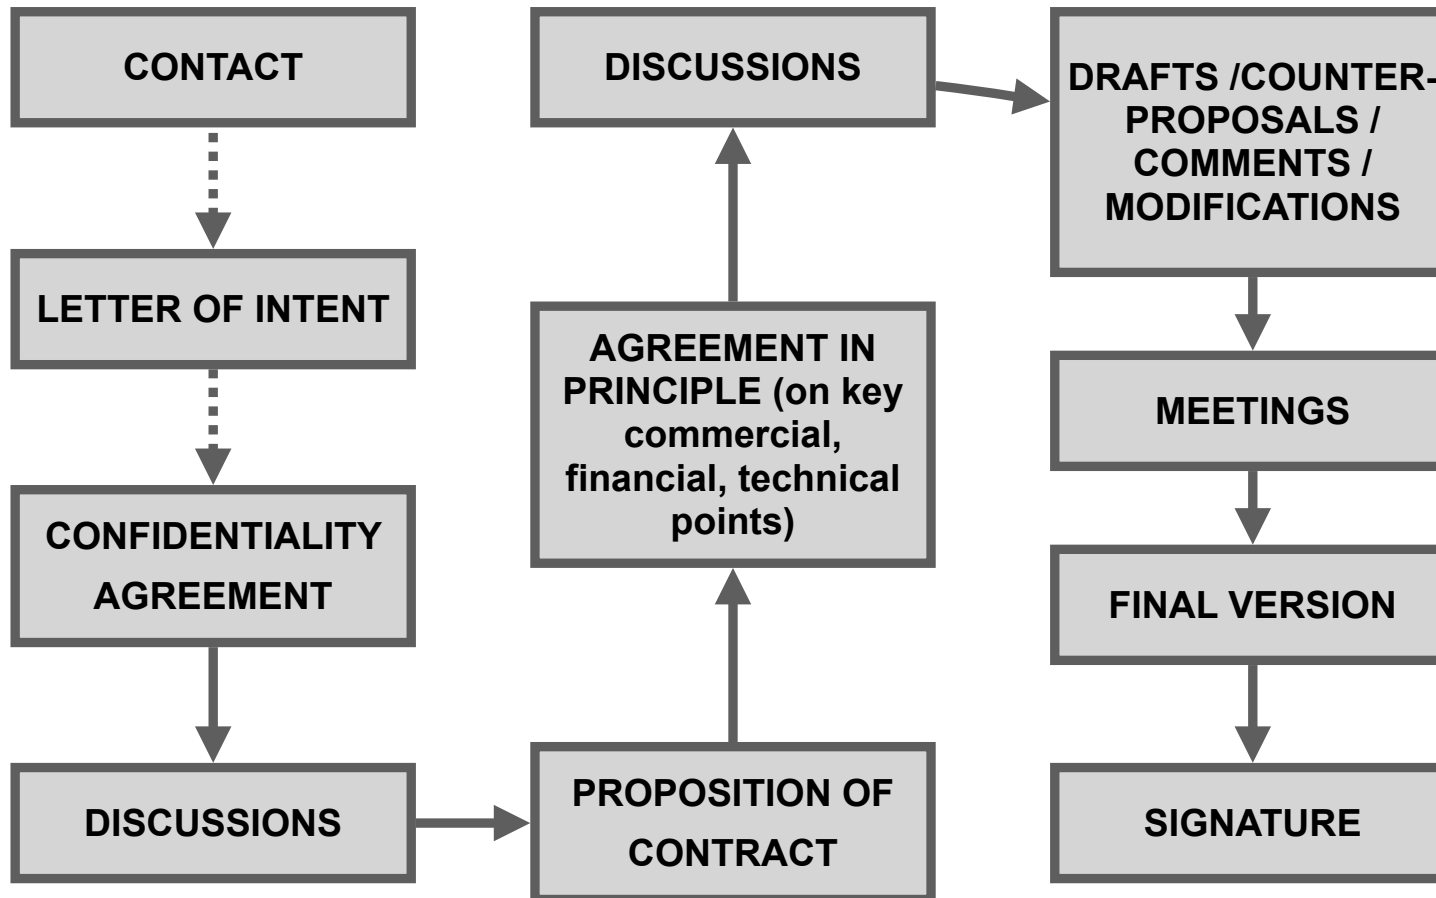 CONTACT
LETTER OF INTENT
CONFIDENTIALITY
AGREEMENT
DISCUSSIONS
PROPOSITION OF
CONTRACT
AGREEMENT IN
PRINCIPLE (on key
commercial,
financial, technical
points)
DISCUSSIONS
DRAFTS /COUNTER-
PROPOSALS /
COMMENTS /
MODIFICATIONS
MEETINGS
FINAL VERSION
SIGNATURE